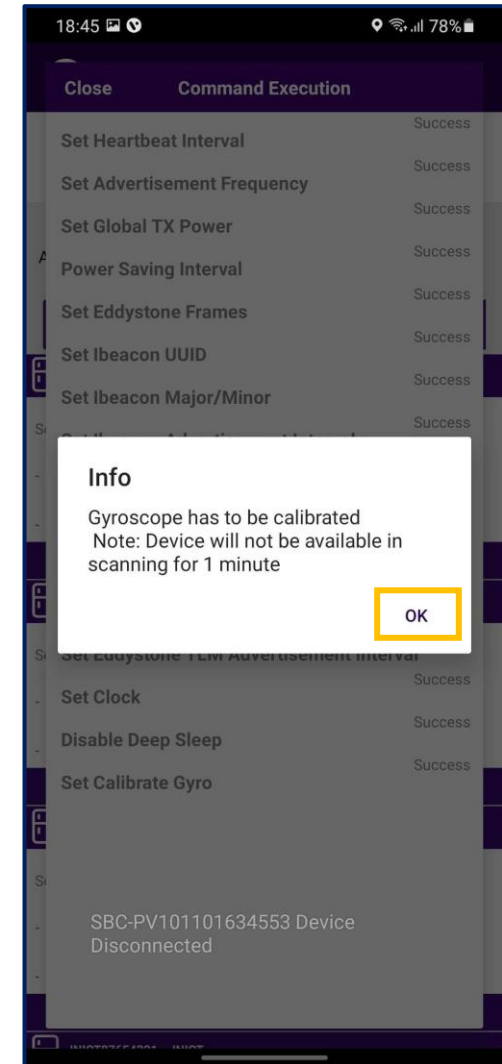 18:45
78%
Close Command Execution
Success
Set Heartbeat Interval
Success
Set Advertisement Frequency
Success
Set Global TX Power
Success
Power Saving Interval
Success
Set Eddystone Frames
Success
Set Ibeacon UUID
Success
Set Ibeacon Major/Minor
Success
Info
Gyroscope has to be calibrated
Note: Device will not be available in
scanning for 1 minute
OK
Set Eddystone TLM Advertisement Interval
Success
Set Clock
Success
Disable Deep Sleep
Success
Set Calibrate Gyro
SBC-PV101101634553 Device
Disconnected